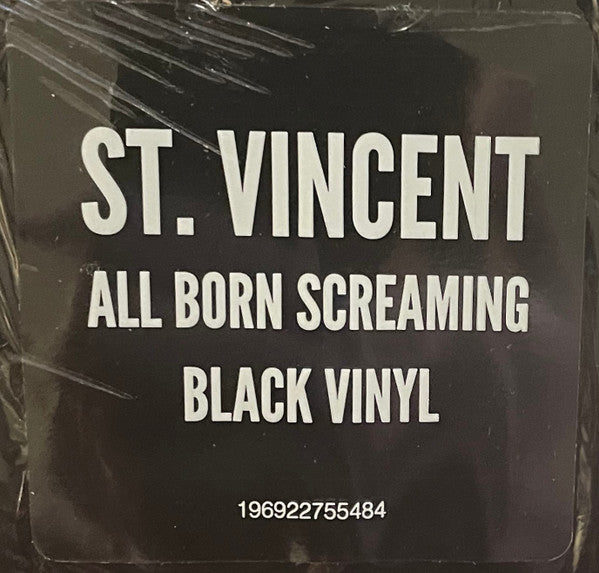 ST. VINCENT
ALL BORN SCREAMING
BLACK VINYL
196922755484